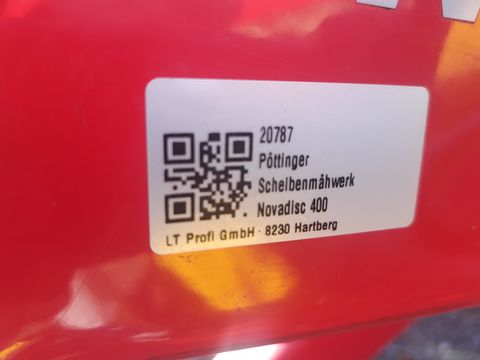 20787
Pöttinger
Scheibenmähwerk
Novadisc 400
LT Profi GmbH · 8230 Hartberg